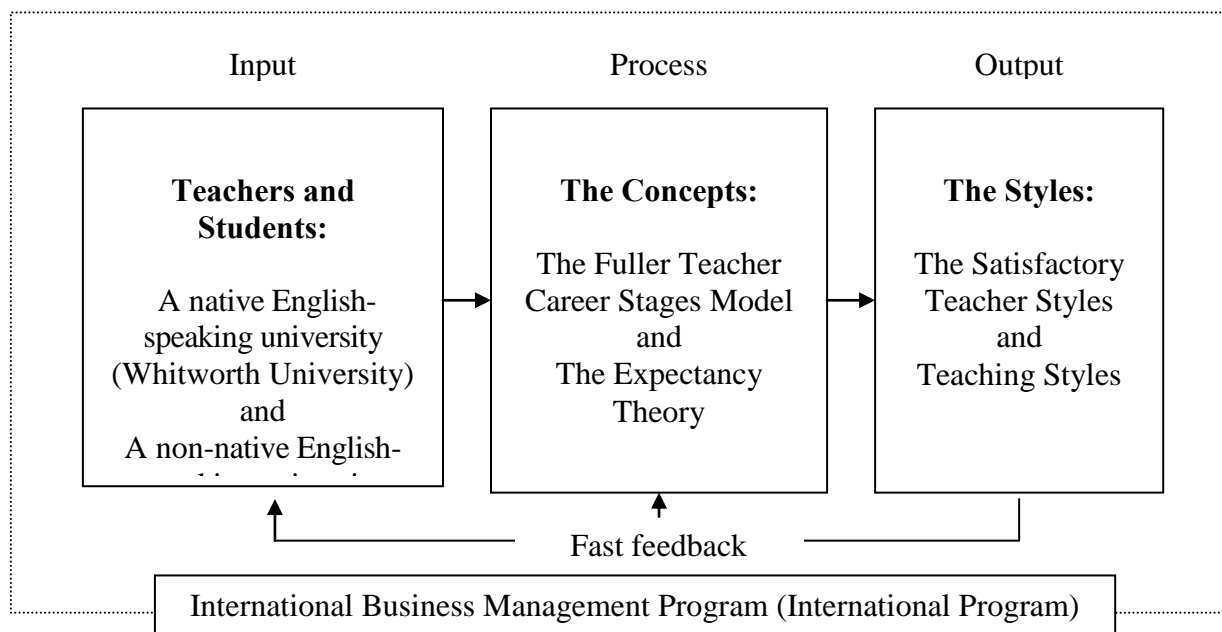 Input
Process
Output
Teachers and
Students:
A native English-
speaking university
(Whitworth University)
and
A non-native English-
The Concepts:
The Fuller Teacher
Career Stages Model
and
The Expectancy
Theory
The Styles:
The Satisfactory
Teacher Styles
and
Teaching Styles
Fast feedback
International Business Management Program (International Program)